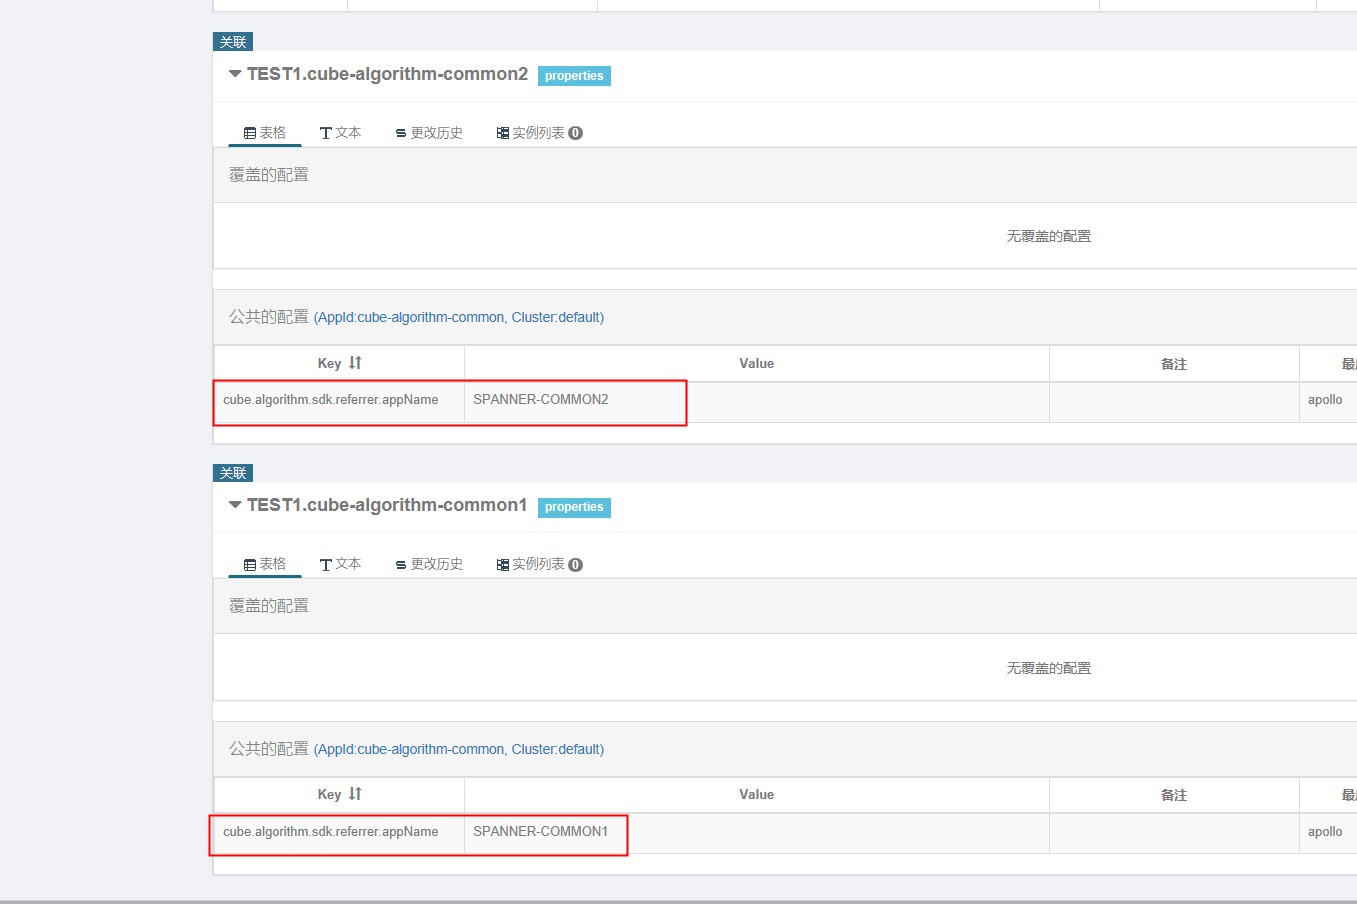 关联
TEST1.cube-algorithm-common2 properties
表格 文本 更改历史 实例列表 0
覆盖的配置
无覆盖的配置
公共的配置 (AppId:cube-algorithm-common, Cluster:default)
Key Value 备注
cube.algorithm.sdk.referrer.appName SPANNER-COMMON2 apollo
关联
TEST1.cube-algorithm-common1 properties
表格 文本 更改历史 实例列表 0
覆盖的配置
无覆盖的配置
公共的配置 (AppId:cube-algorithm-common, Cluster:default)
Key Value 备注
cube.algorithm.sdk.referrer.appName SPANNER-COMMON1 apollo